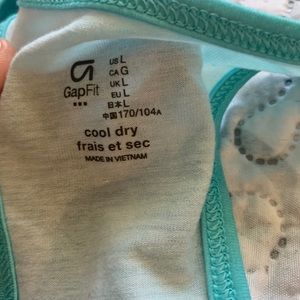 GapFit
US L
CA G
UK L
EU L
日本 L
中国 170/104A
cool dry
frais et sec
MADE IN VIETNAM